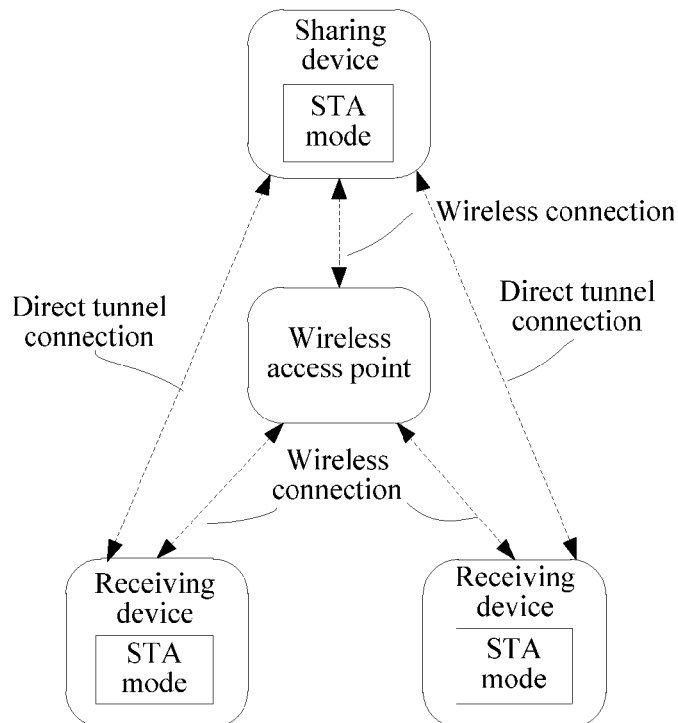 Sharing
device
STA
mode
Wireless connection
Direct tunnel
connection
Direct tunnel
connection
Wireless
access point
Wireless
connection
Receiving
device
STA
mode
Receiving
device
STA
mode